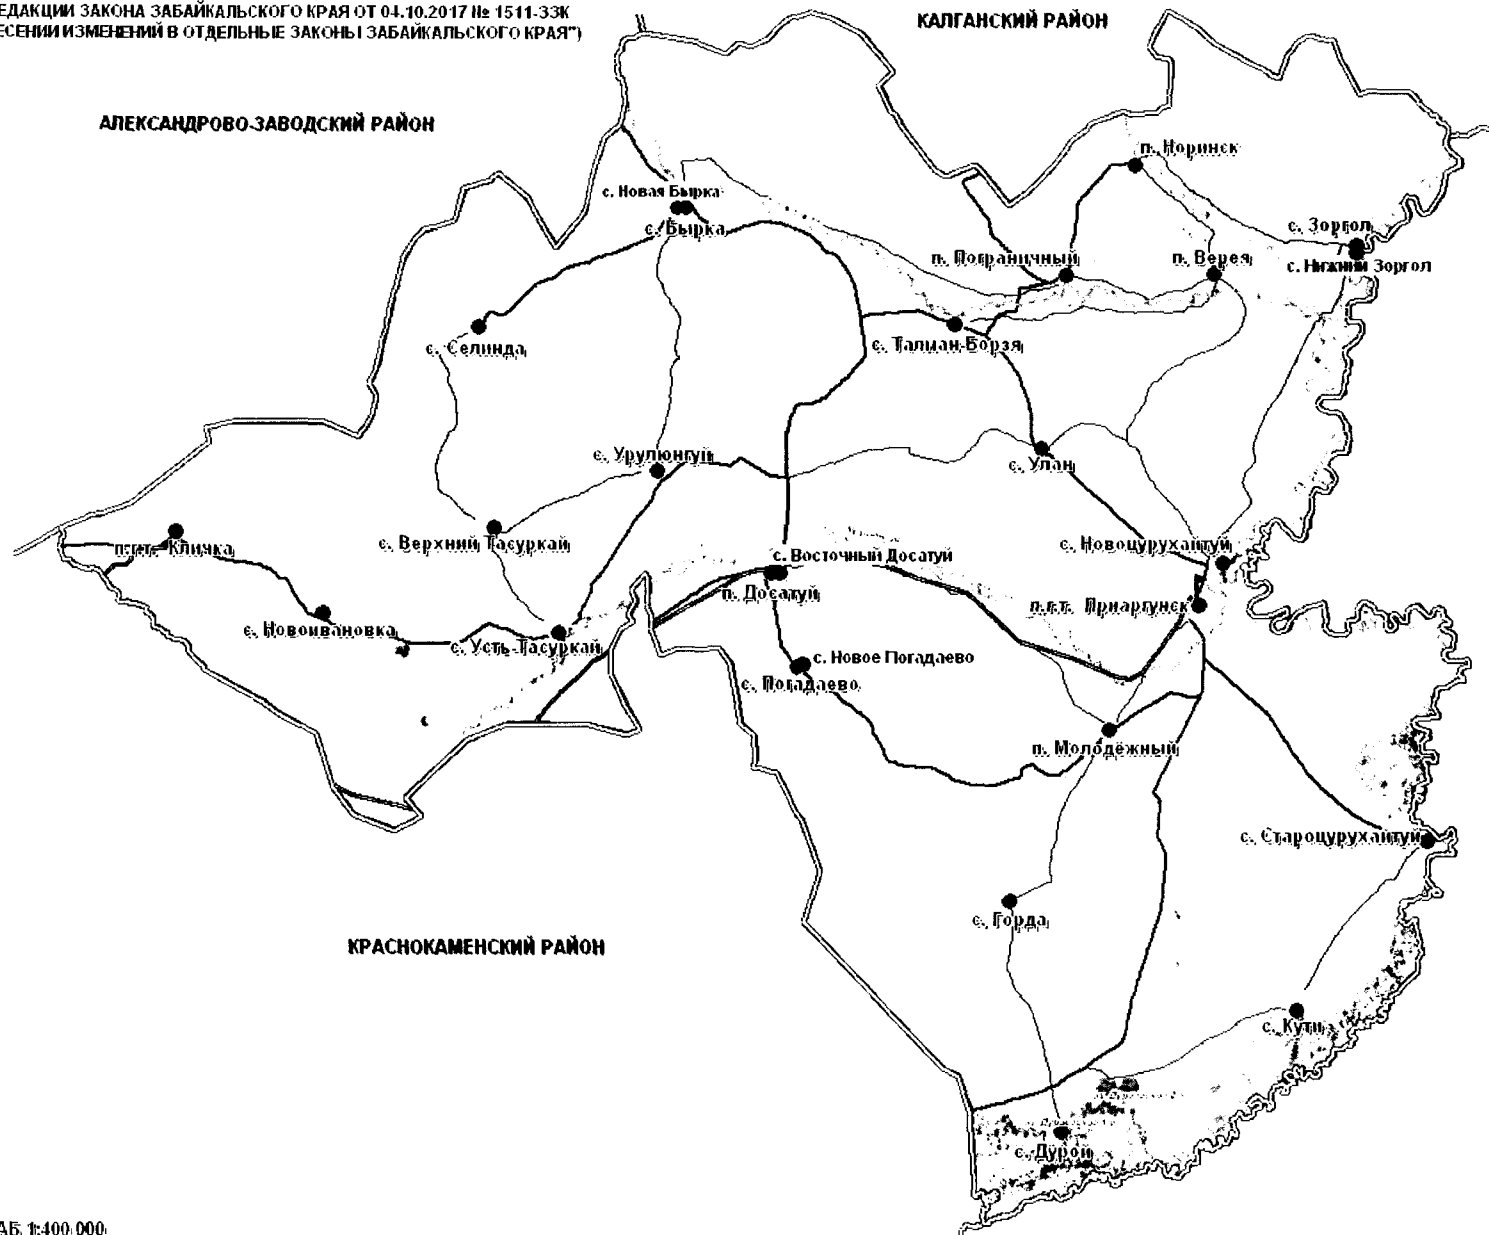 ЕДАКЦИИ ЗАКОНА ЗАБАЙКАЛЬСКОГО КРАЯ ОТ 04.10.2017 № 1511-ЗЗК
ЕСЕНИИ ИЗМЕНЕНИЙ В ОТДЕЛЬНЫЕ ЗАКОНЫ ЗАБАЙКАЛЬСКОГО КРАЯ")
КАЛГАНСКИЙ РАЙОН
АЛЕКСАНДРОВО-ЗАВОДСКИЙ РАЙОН
п. Норинск
с. Новая Бырка
с. Бырка
с. Зоргол
п. Пограничный
п. Верея
с. Нижний Зоргол
с. Селинда
с. Талман-Борзя
с. Урулюнгуй
с. Улан
п.г.т. Кличка
с. Верхний Тасуркай
с. Восточный Досатуй
с. Новоцурухайтуй
п. Досатуй
п.г.т. Приаргунск
с. Новоивановка
с. Усть-Тасуркай
с. Новое Погадаево
с. Погадаево
п. Молодёжный
с. Староцурухайтуй
с. Горда
КРАСНОКАМЕНСКИЙ РАЙОН
с. Кути
с. Дурой
АБ 1:400 000